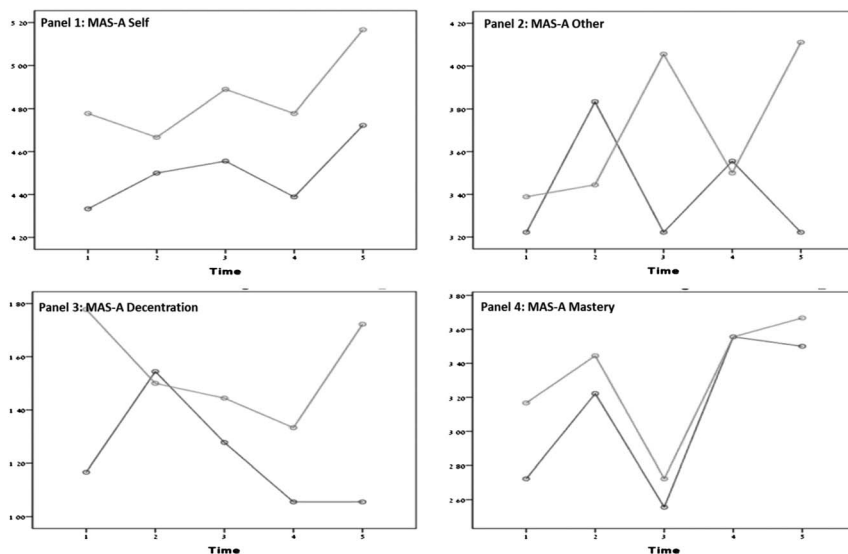 Panel 1: MAS-A Self
5 20
5 00
4 80
4 60
4 40
4 20
1 2 3 4 5
Time
Panel 2: MAS-A Other
4 20
4 00
3 80
3 60
3 40
3 20
1 2 3 4 5
Time
Panel 3: MAS-A Decentration
1 80
1 60
1 40
1 20
1 00
1 2 3 4 5
Time
Panel 4: MAS-A Mastery
3 80
3 60
3 40
3 20
3 00
2 80
2 60
1 2 3 4 5
Time